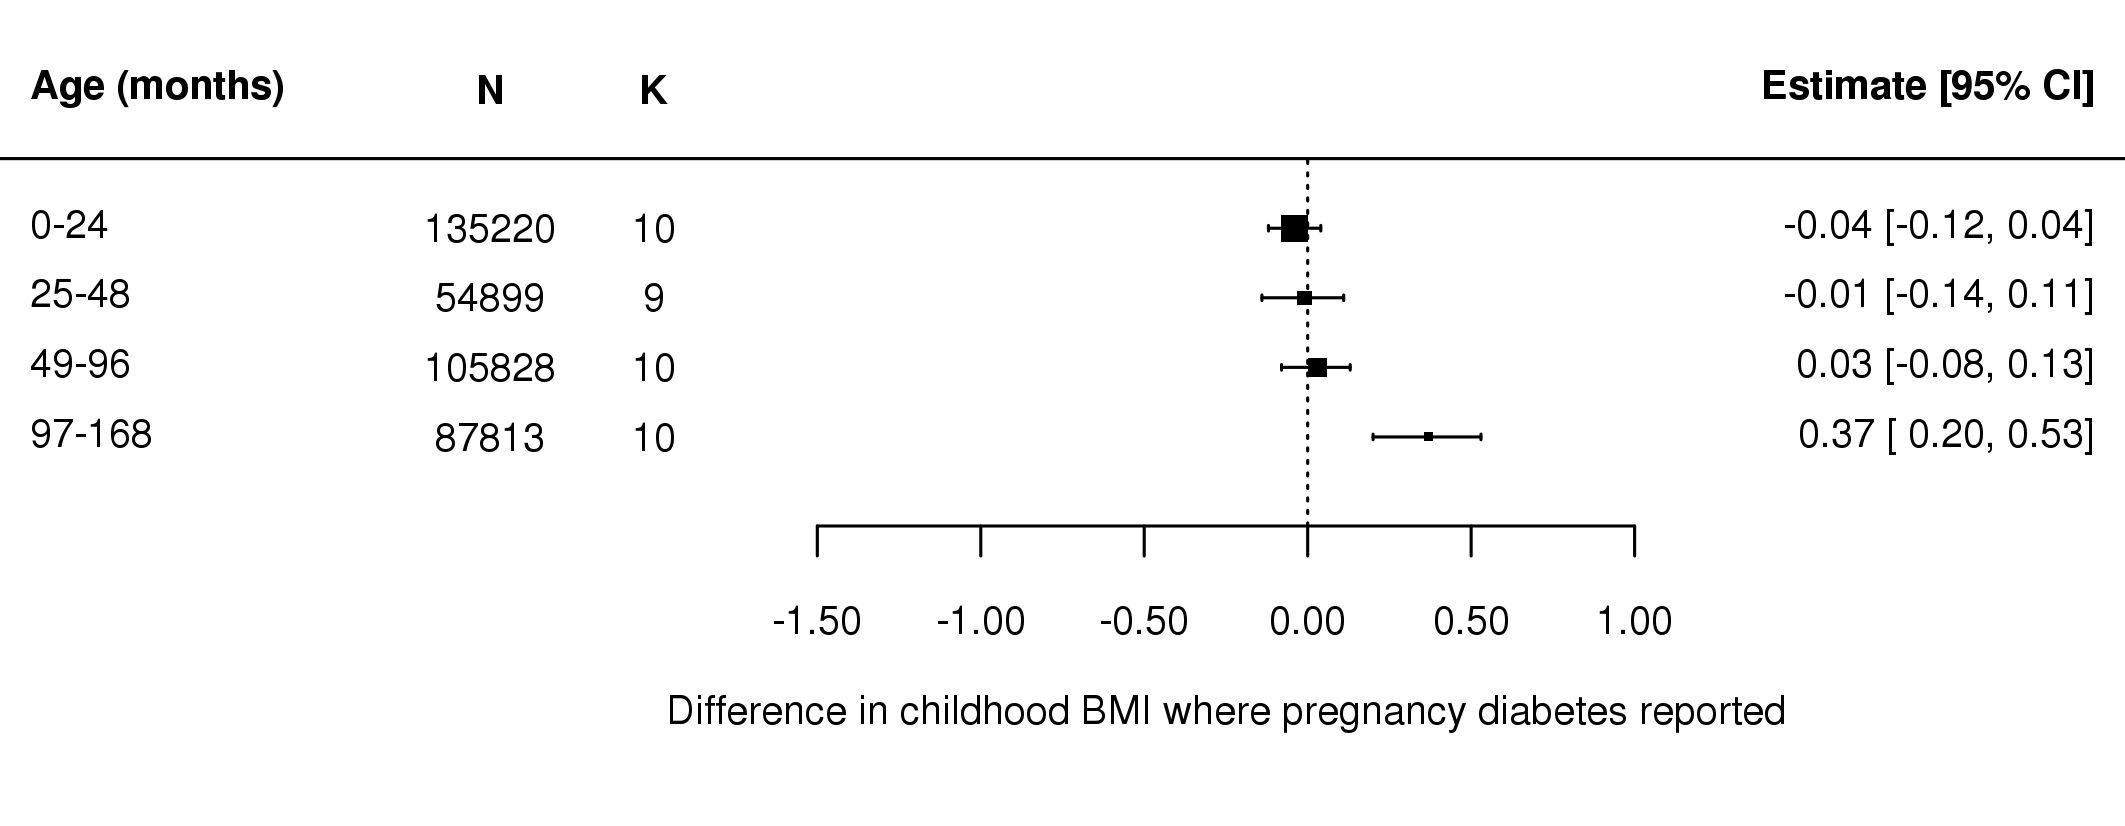 Age (months) N K Estimate [95% CI]
0-24 135220 10 -0.04 [-0.12, 0.04]
25-48 54899 9 -0.01 [-0.14, 0.11]
49-96 105828 10 0.03 [-0.08, 0.13]
97-168 87813 10 0.37 [ 0.20, 0.53]
-1.50 -1.00 -0.50 0.00 0.50 1.00
Difference in childhood BMI where pregnancy diabetes reported